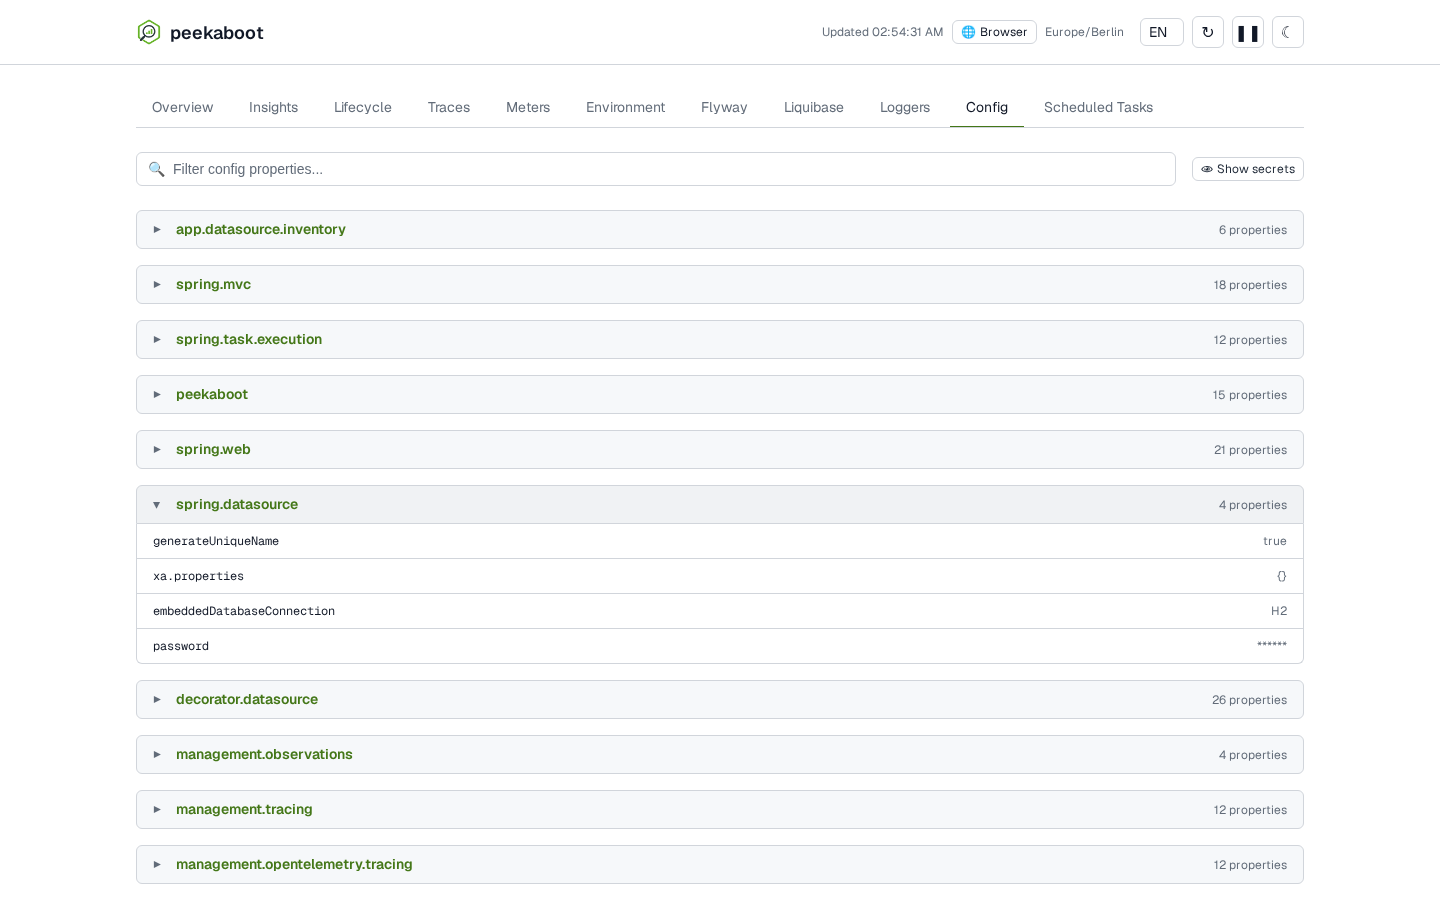 peekaboot
Updated 02:54:31 AM
Browser
Europe/Berlin
EN
Overview
Insights
Lifecycle
Traces
Meters
Environment
Flyway
Liquibase
Loggers
Config
Scheduled Tasks
Filter config properties...
Show secrets
app.datasource.inventory
6 properties
spring.mvc
18 properties
spring.task.execution
12 properties
peekaboot
15 properties
spring.web
21 properties
spring.datasource
4 properties
generateUniqueName
true
xa.properties
{}
embeddedDatabaseConnection
H2
password
******
decorator.datasource
26 properties
management.observations
4 properties
management.tracing
12 properties
management.opentelemetry.tracing
12 properties